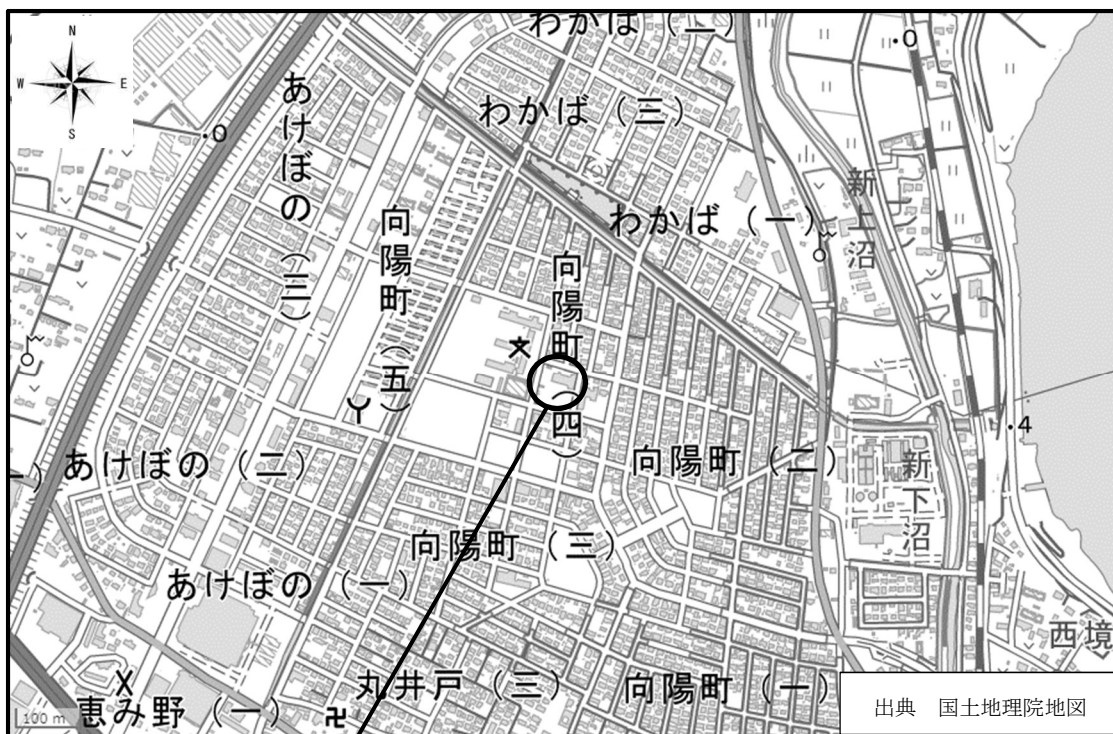 N
W E
S
わかば（二）
.0
.0
あけぼの（三）
わかば（三）
向陽町（五）
わかば（一）
新上沼
向陽町（四）
.4
あけぼの（二）
向陽町（二）
新下沼
向陽町（三）
あけぼの（一）
西境
丸井戸（三）
向陽町（一）
恵み野（一）
100 m
出典　国土地理院地図